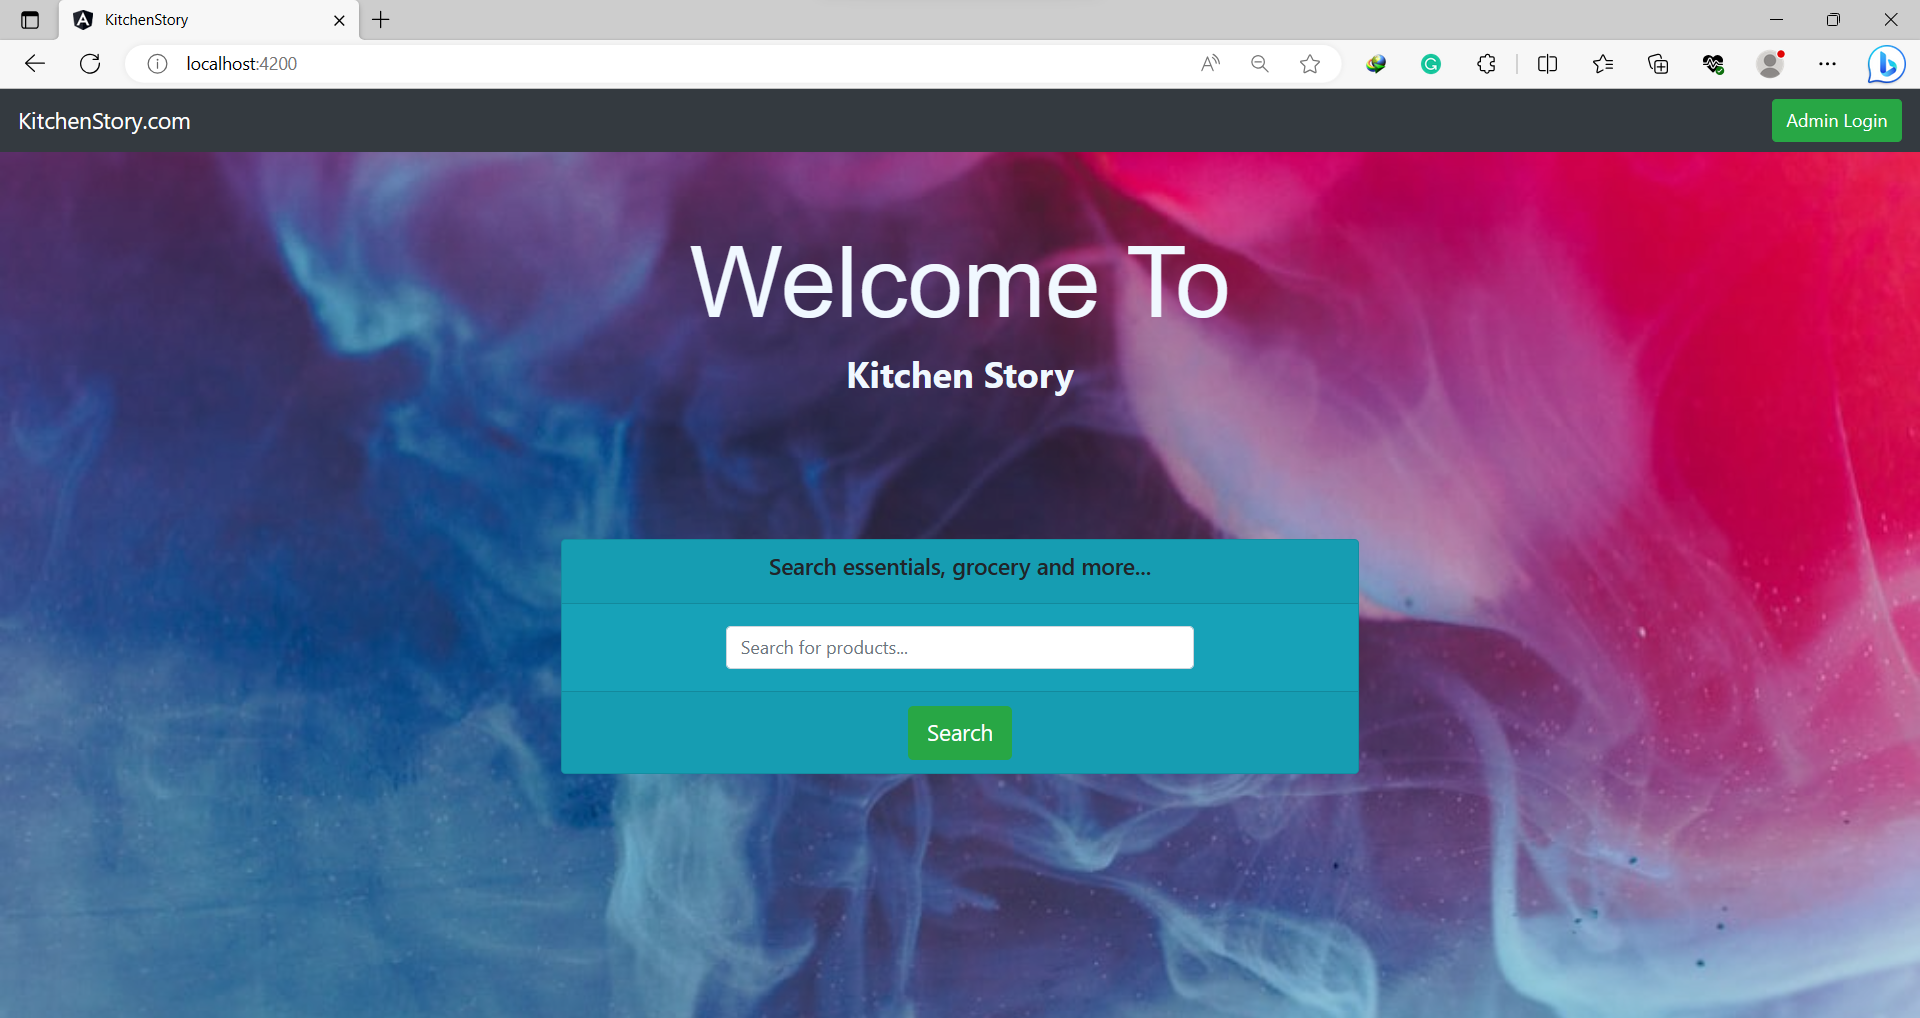 KitchenStory
localhost:4200
KitchenStory.com
Admin Login
Welcome To
Kitchen Story
Search essentials, grocery and more...
Search for products...
Search